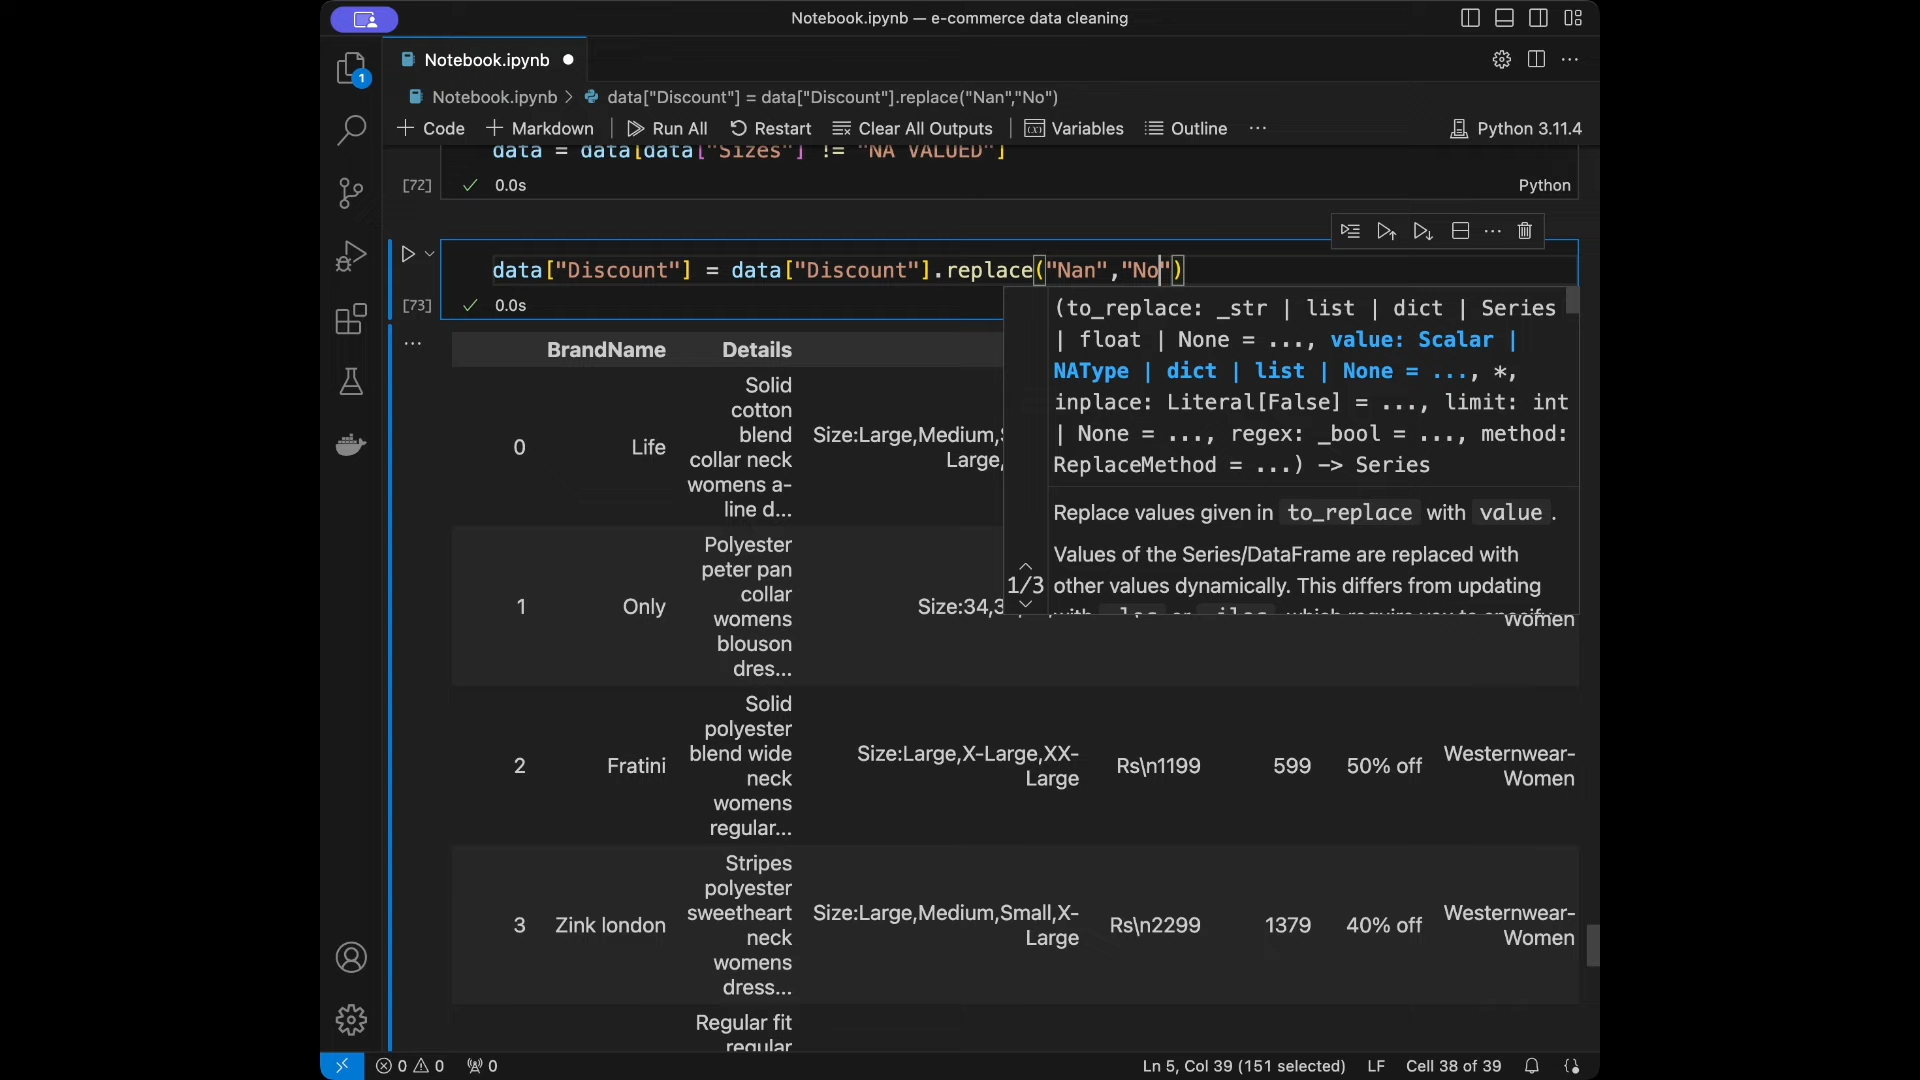 Notebook.ipynb — e-commerce data cleaning
Notebook.ipynb
1
Notebook.ipynb > data["Discount"] = data["Discount"].replace("Nan","No")
+ Code + Markdown Run All Restart Clear All Outputs Variables Outline ... Python 3.11.4
data = data[data["Sizes"] != "NA VALUED"]
[72] 0.0s Python
data["Discount"] = data["Discount"].replace("Nan","No")
[73] 0.0s
(to_replace: _str | list | dict | Series
| float | None = ..., value: Scalar |
NAType | dict | list | None = ..., *,
inplace: Literal[False] = ..., limit: int
| None = ..., regex: _bool = ..., method:
ReplaceMethod = ...) -> Series
Replace values given in to_replace with value.
Values of the Series/DataFrame are replaced with
1/3 other values dynamically. This differs from updating
BrandName Details
Solid
cotton
blend
collar neck
womens a-
line d...
0 Life
Size:Large,Medium,
Large,
Polyester
peter pan
collar
womens
blouson
dres...
1 Only
Size:34,3
Women
Solid
polyester
blend wide
neck
womens
regular...
2 Fratini
Size:Large,X-Large,XX-
Large
Rs\n1199 599 50% off
Westernwear-
Women
Stripes
polyester
sweetheart
neck
womens
dress...
3 Zink london
Size:Large,Medium,Small,X-
Large
Rs\n2299 1379 40% off
Westernwear-
Women
Regular fit
regular
0 0 0 Ln 5, Col 39 (151 selected) LF Cell 38 of 39